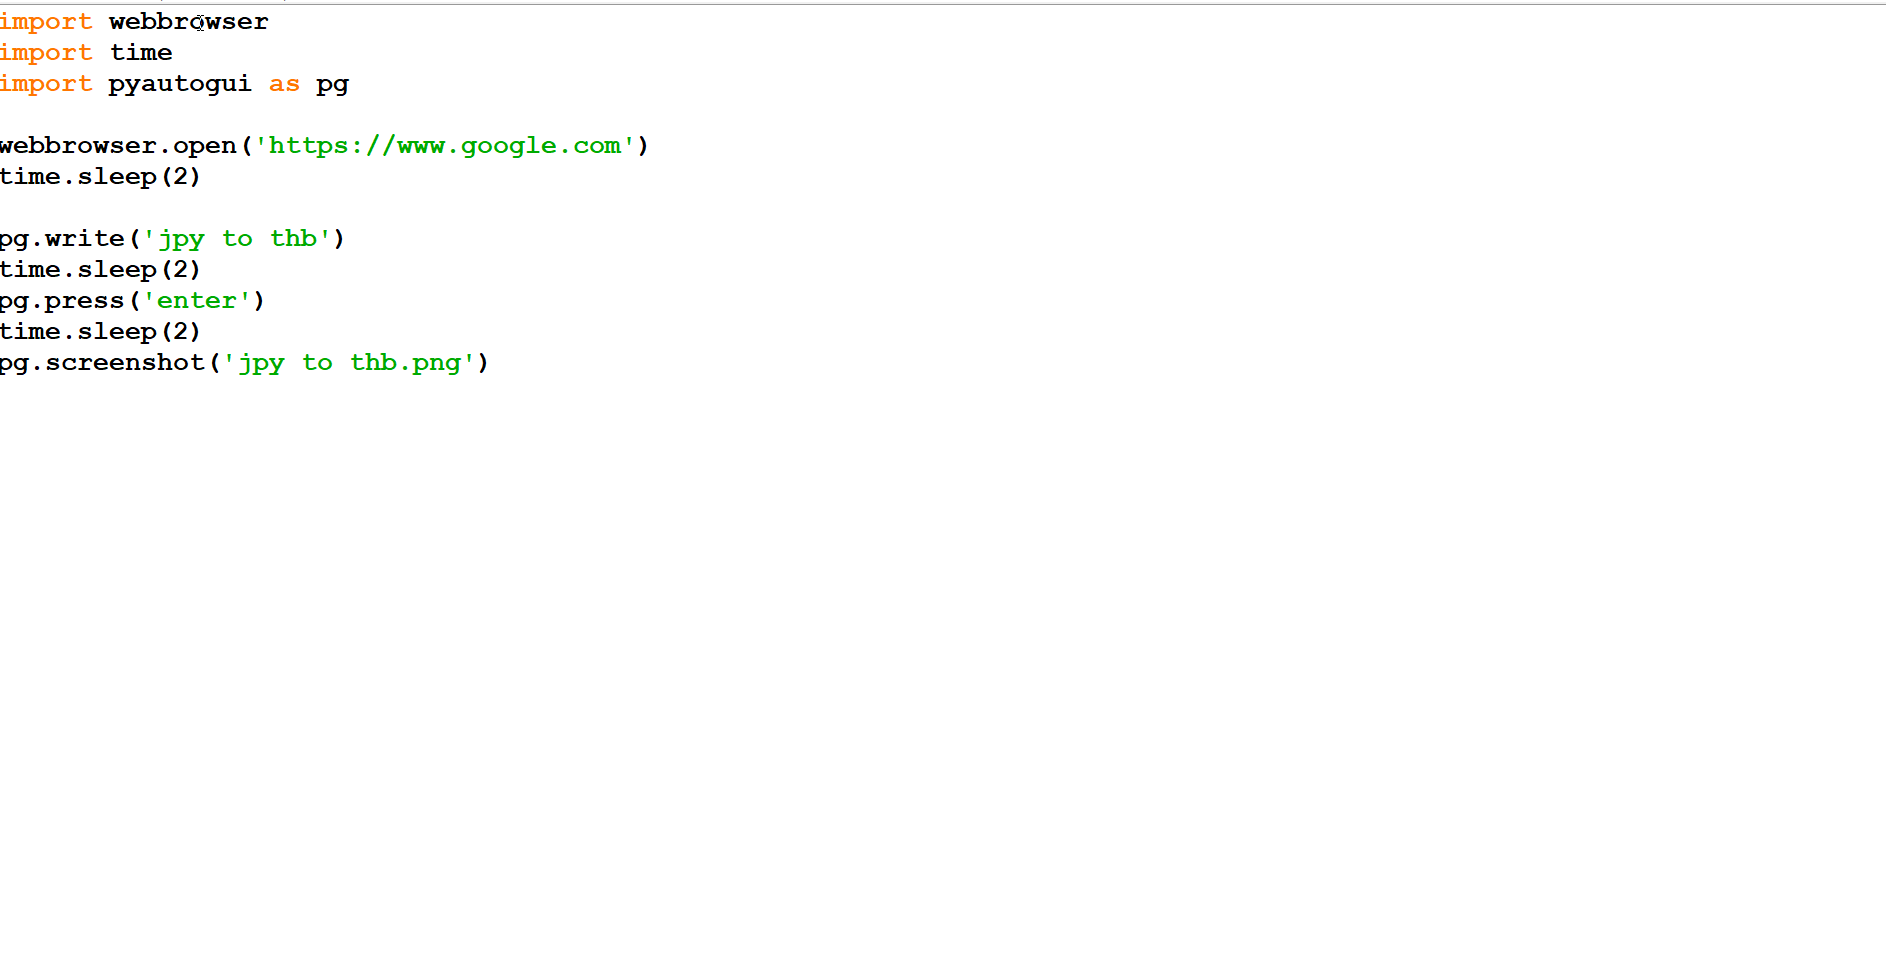 import webbrowser
import time
import pyautogui as pg
webbrowser.open('https://www.google.com')
time.sleep(2)
pg.write('jpy to thb')
time.sleep(2)
pg.press('enter')
time.sleep(2)
pg.screenshot('jpy to thb.png')